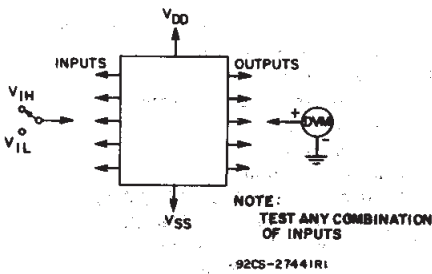 VDD
INPUTS
OUTPUTS
VIH
VIL
+
DVM
-
VSS
NOTE:
TEST ANY COMBINATION
OF INPUTS
92CS-27441R1